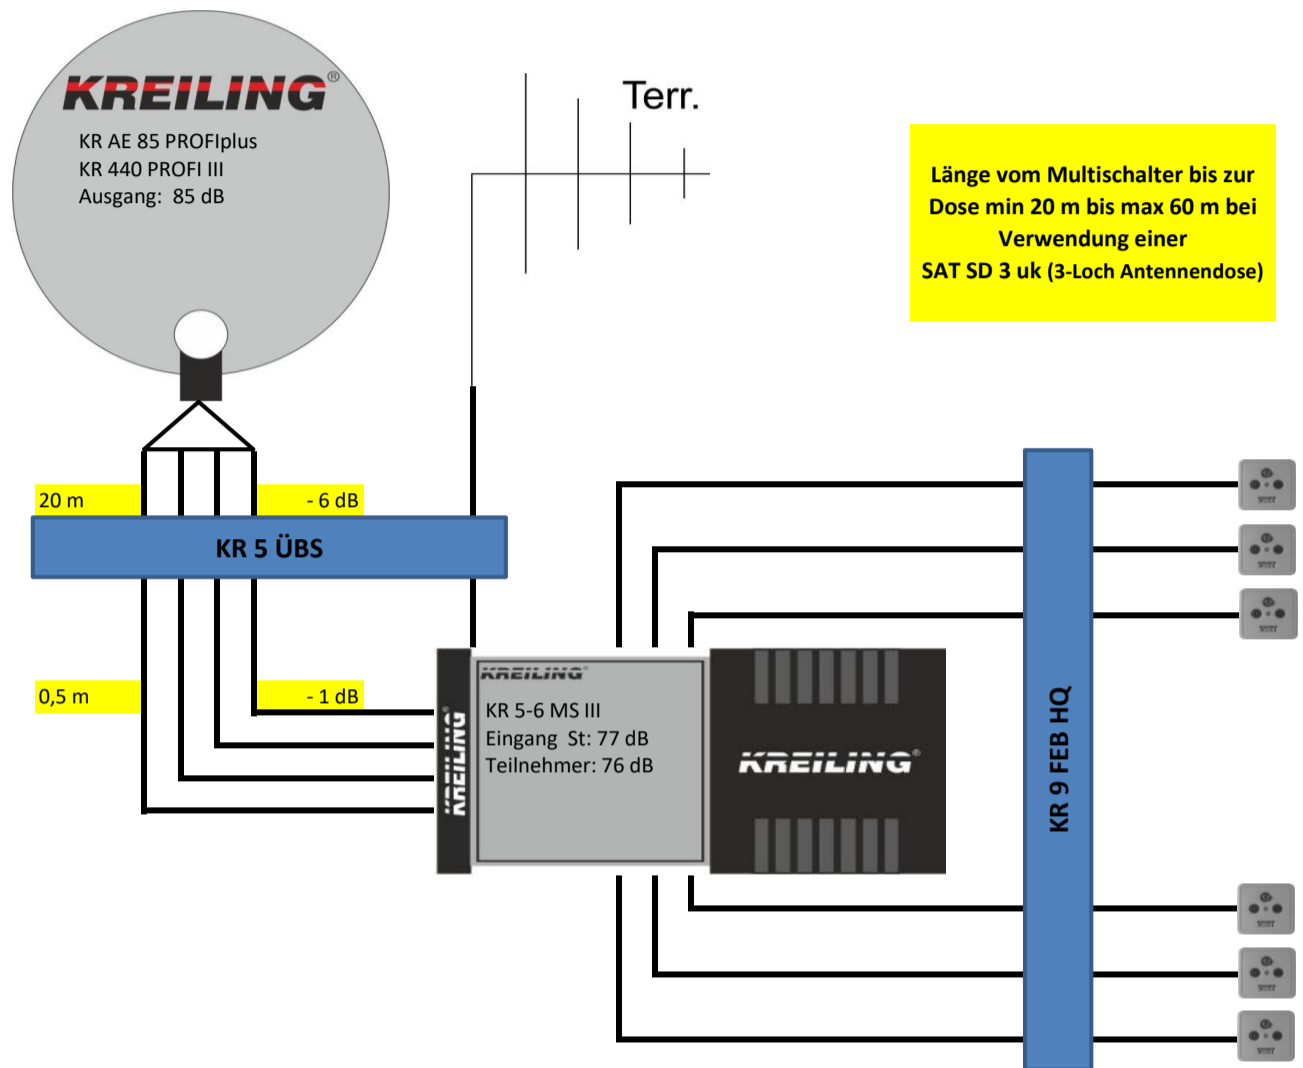 KREILING®
KR AE 85 PROFIplus
KR 440 PROFI III
Ausgang: 85 dB
Terr.
Länge vom Multischalter bis zur
Dose min 20 m bis max 60 m bei
Verwendung einer
SAT SD 3 uk (3-Loch Antennendose)
20 m
- 6 dB
KR 5 ÜBS
0,5 m
- 1 dB
KREILING®
KREILING®
KR 5-6 MS III
Eingang St: 77 dB
Teilnehmer: 76 dB
KREILING®
KR 9 FEB HQ